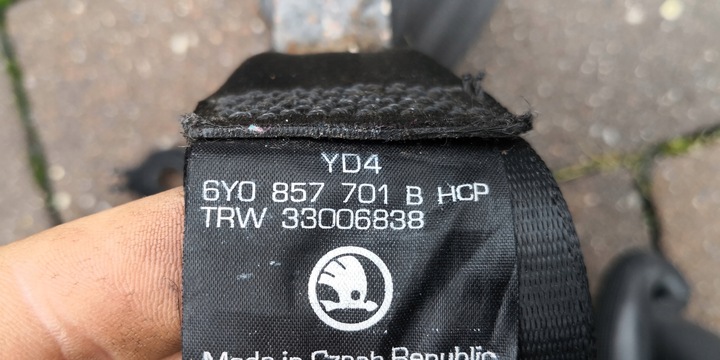 YD4
6Y0 857 701 B HCP
TRW 33006838
Made in Czech Republic